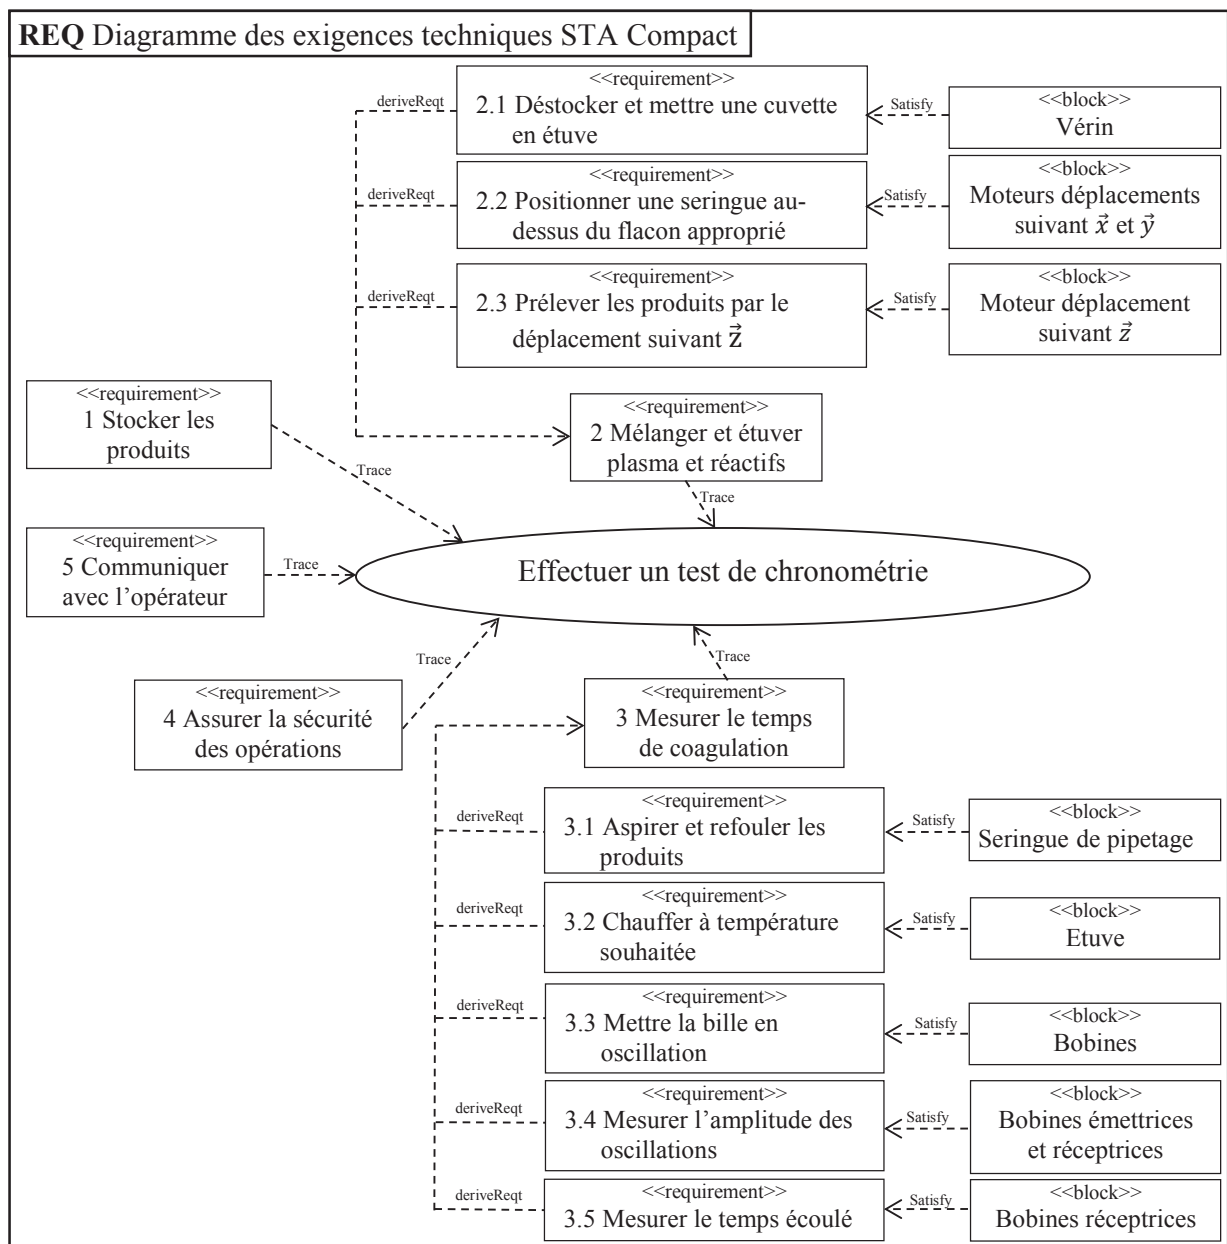 REQ Diagramme des exigences techniques STA Compact
<<requirement>>
2.1 Déstocker et mettre une cuvette
en étuve
deriveReqt
Satisfy
<<block>>
Vérin
<<requirement>>
2.2 Positionner une seringue au-
dessus du flacon approprié
deriveReqt
Satisfy
<<block>>
Moteurs déplacements
suivant x⃗ et y⃗
<<requirement>>
2.3 Prélever les produits par le
déplacement suivant z⃗
deriveReqt
Satisfy
<<block>>
Moteur déplacement
suivant z⃗
<<requirement>>
1 Stocker les
produits
Trace
<<requirement>>
2 Mélanger et étuver
plasma et réactifs
Trace
<<requirement>>
5 Communiquer
avec l’opérateur
Trace
Effectuer un test de chronométrie
<<requirement>>
4 Assurer la sécurité
des opérations
Trace
<<requirement>>
3 Mesurer le temps
de coagulation
Trace
<<requirement>>
3.1 Aspirer et refouler les
produits
deriveReqt
Satisfy
<<block>>
Seringue de pipetage
<<requirement>>
3.2 Chauffer à température
souhaitée
deriveReqt
Satisfy
<<block>>
Etuve
<<requirement>>
3.3 Mettre la bille en
oscillation
deriveReqt
Satisfy
<<block>>
Bobines
<<requirement>>
3.4 Mesurer l’amplitude des
oscillations
deriveReqt
Satisfy
<<block>>
Bobines émettrices
et réceptrices
<<requirement>>
3.5 Mesurer le temps écoulé
deriveReqt
Satisfy
<<block>>
Bobines réceptrices